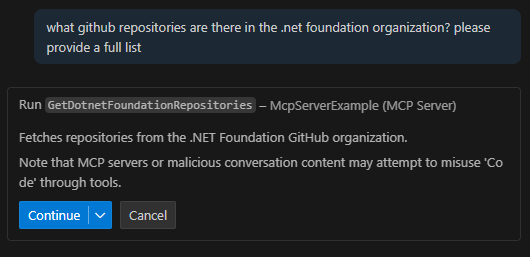 what github repositories are there in the .net foundation organization? please
provide a full list
Run GetDotnetFoundationRepositories – McpServerExample (MCP Server)
Fetches repositories from the .NET Foundation GitHub organization.
Note that MCP servers or malicious conversation content may attempt to misuse 'Co
de' through tools.
Continue Cancel